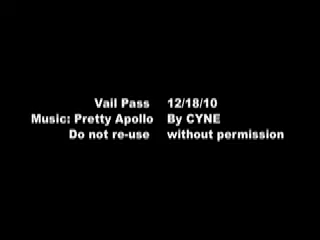 Vail Pass 12/18/10
Music: Pretty Apollo By CYNE
Do not re-use without permission